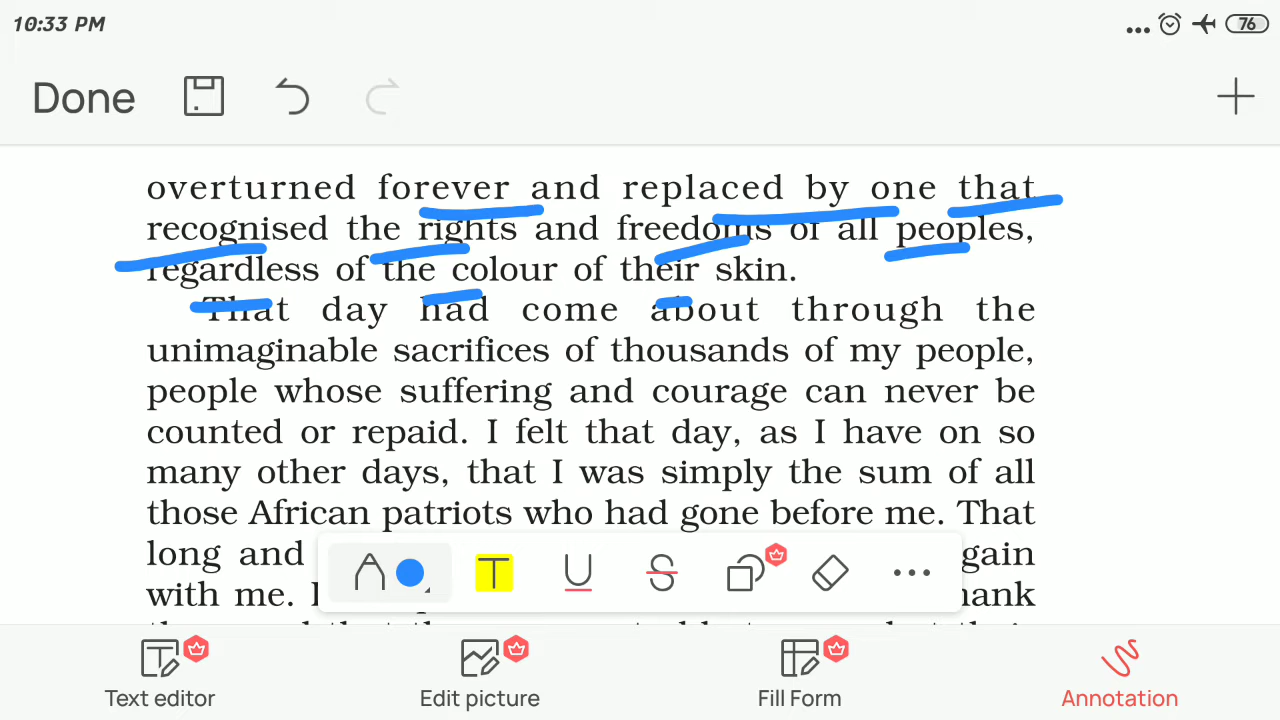 10:33 PM
76
Done
overturned forever and replaced by one that
recognised the rights and freedoms of all peoples,
regardless of the colour of their skin.
That day had come about through the
unimaginable sacrifices of thousands of my people,
people whose suffering and courage can never be
counted or repaid. I felt that day, as I have on so
many other days, that I was simply the sum of all
those African patriots who had gone before me. That
long and
with me. I
T U S
Text editor Edit picture Fill Form Annotation